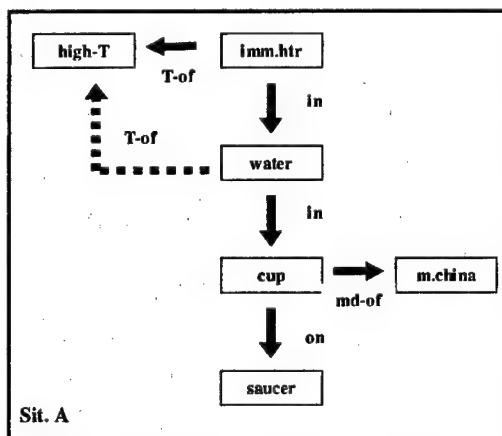 high-T
imm.htr
T-of
in
T-of
water
in
cup
m.china
md-of
on
saucer
Sit. A